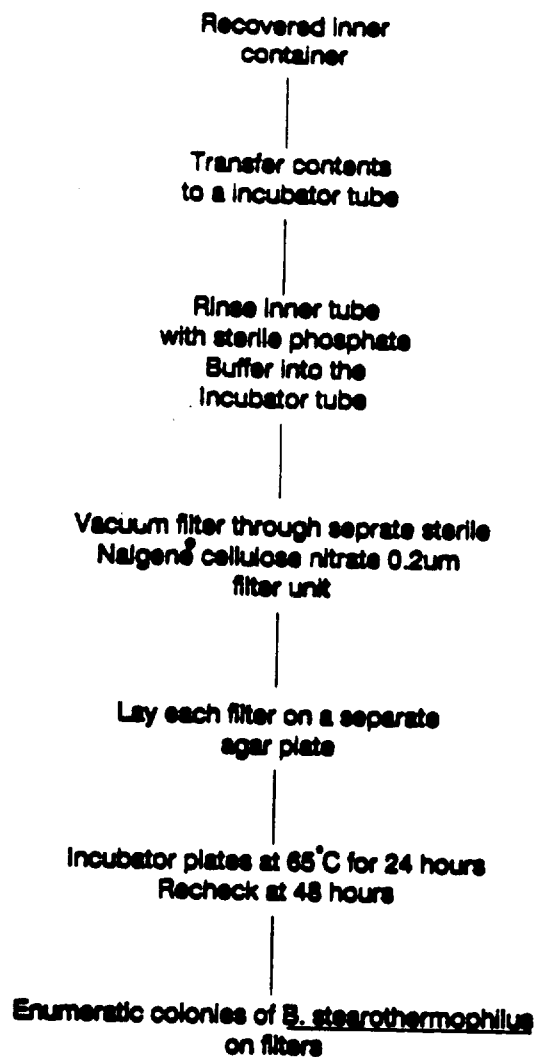 Recovered inner
container
Transfer contents
to a incubator tube
Rinse inner tube
with sterile phosphate
Buffer into the
Incubator tube
Vacuum filter through seprate sterile
Nalgene® cellulose nitrate 0.2um
filter unit
Lay each filter on a separate
agar plate
Incubator plates at 65°C for 24 hours
Recheck at 48 hours
Enumeratic colonies of B. stearothermophilus
on filters